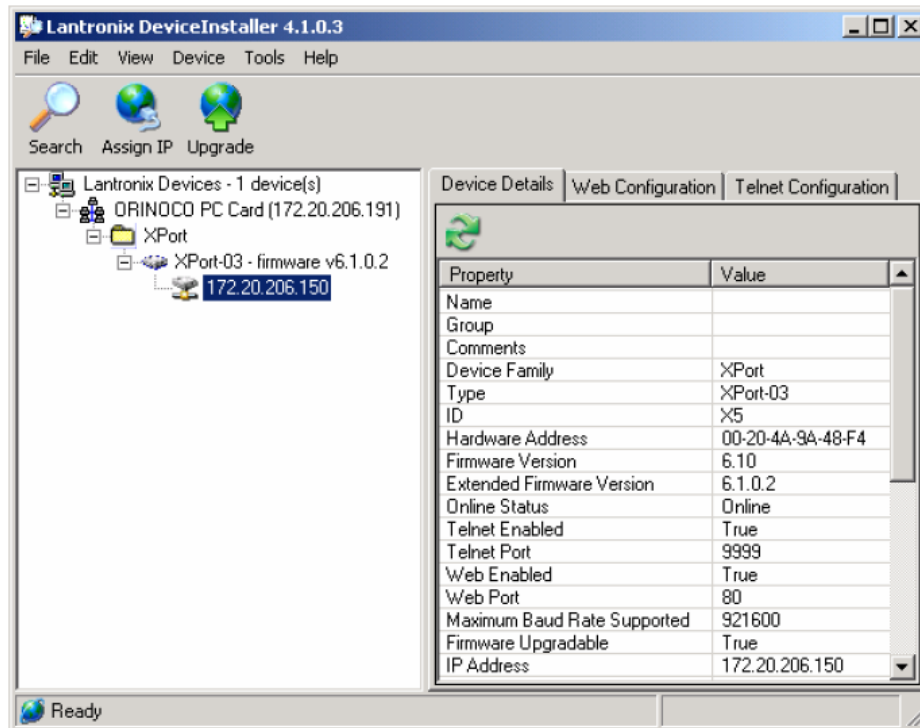 Lantronix DeviceInstaller 4.1.0.3
File Edit View Device Tools Help
Search Assign IP Upgrade
Lantronix Devices - 1 device(s)
ORINOCO PC Card (172.20.206.191)
XPort
XPort-03 - firmware v6.1.0.2
172.20.206.150
Device Details Web Configuration Telnet Configuration
Property Value
Name
Group
Comments
Device Family XPort
Type XPort-03
ID X5
Hardware Address 00-20-4A-9A-48-F4
Firmware Version 6.10
Extended Firmware Version 6.1.0.2
Online Status Online
Telnet Enabled True
Telnet Port 9999
Web Enabled True
Web Port 80
Maximum Baud Rate Supported 921600
Firmware Upgradable True
IP Address 172.20.206.150
Ready